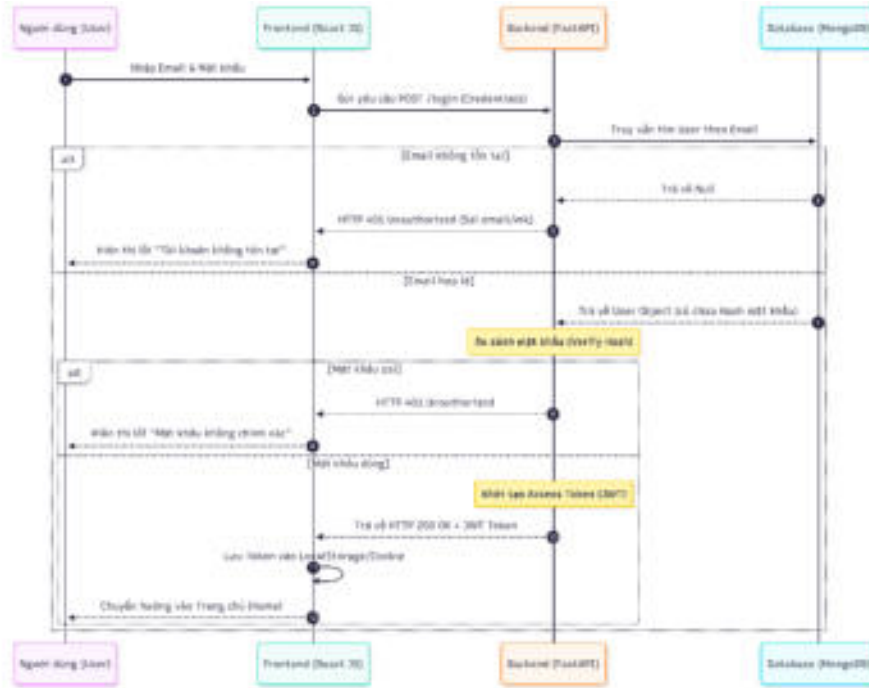 Người dùng (User)
Frontend (React JS)
Backend (FastAPI)
Database (MongoDB)
Nhập Email & Mật khẩu
Gửi yêu cầu POST /login (Credentials)
Truy vấn tìm User theo Email
alt
[Email không tồn tại]
Trả về Null
HTTP 401 Unauthorized (Sai email/mk)
Hiển thị lỗi "Tài khoản không tồn tại"
[Email hợp lệ]
Trả về User Object (có chứa Hash mật khẩu)
So sánh mật khẩu (Verify Hash)
alt
[Mật khẩu sai]
HTTP 401 Unauthorized
Hiển thị lỗi "Mật khẩu không chính xác"
[Mật khẩu đúng]
Khởi tạo Access Token (JWT)
Trả về HTTP 200 OK + JWT Token
Lưu Token vào LocalStorage/Cookie
Chuyển hướng vào Trang chủ (Home)
Người dùng (User)
Frontend (React JS)
Backend (FastAPI)
Database (MongoDB)